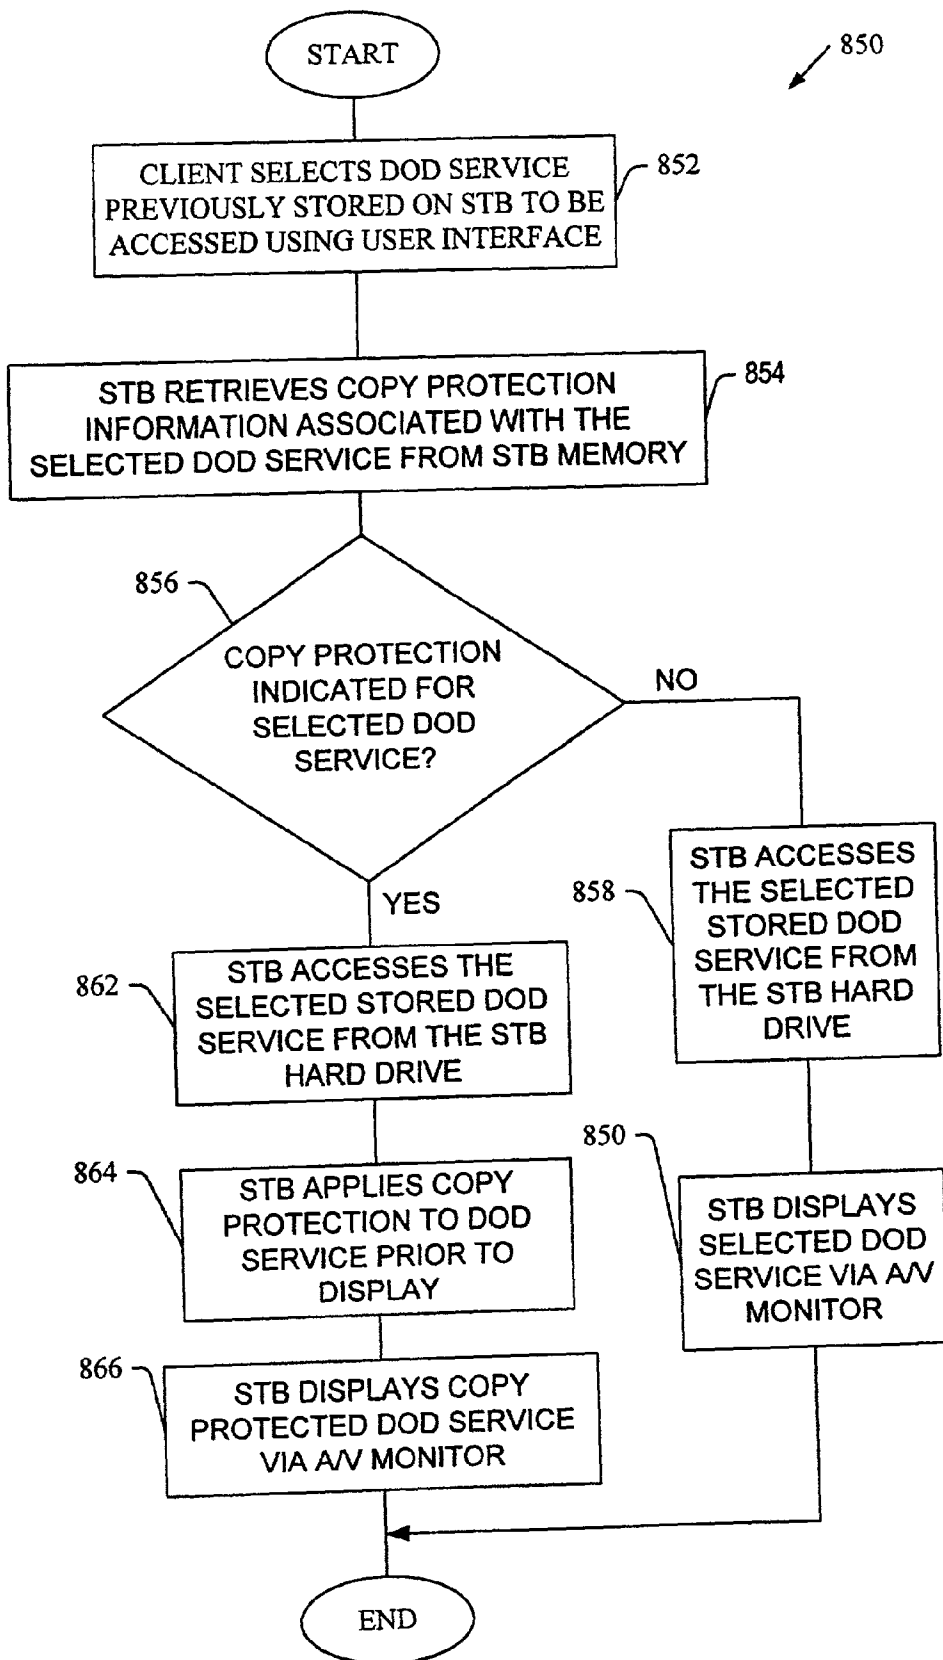 START
850
CLIENT SELECTS DOD SERVICE
PREVIOUSLY STORED ON STB TO BE
ACCESSED USING USER INTERFACE
852
STB RETRIEVES COPY PROTECTION
INFORMATION ASSOCIATED WITH THE
SELECTED DOD SERVICE FROM STB MEMORY
854
856
COPY PROTECTION
INDICATED FOR
SELECTED DOD
SERVICE?
NO
YES
858
STB ACCESSES
THE SELECTED
STORED DOD
SERVICE FROM
THE STB HARD
DRIVE
862
STB ACCESSES THE
SELECTED STORED DOD
SERVICE FROM THE STB
HARD DRIVE
850
STB DISPLAYS
SELECTED DOD
SERVICE VIA A/V
MONITOR
864
STB APPLIES COPY
PROTECTION TO DOD
SERVICE PRIOR TO
DISPLAY
866
STB DISPLAYS COPY
PROTECTED DOD SERVICE
VIA A/V MONITOR
END